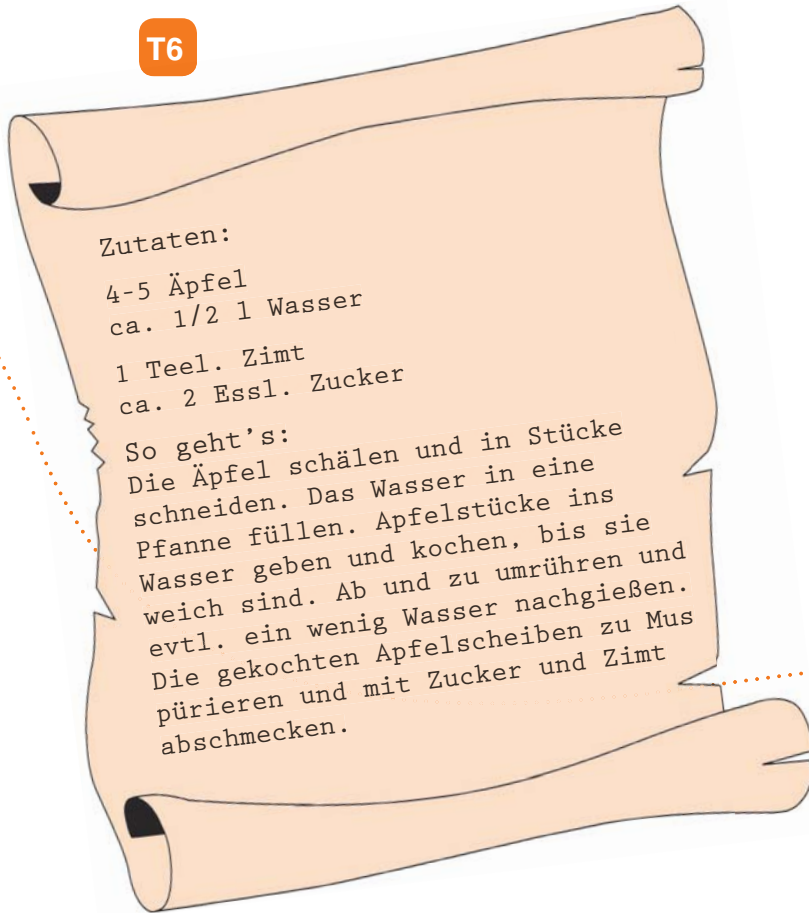 T6
Zutaten:
4-5 Äpfel
ca. 1/2 l Wasser
1 Teel. Zimt
ca. 2 Essl. Zucker
So geht's:
Die Äpfel schälen und in Stücke
schneiden. Das Wasser in eine
Pfanne füllen. Apfelstücke ins
Wasser geben und kochen, bis sie
weich sind. Ab und zu umrühren und
evtl. ein wenig Wasser nachgießen.
Die gekochten Apfelscheiben zu Mus
pürieren und mit Zucker und Zimt
abschmecken.